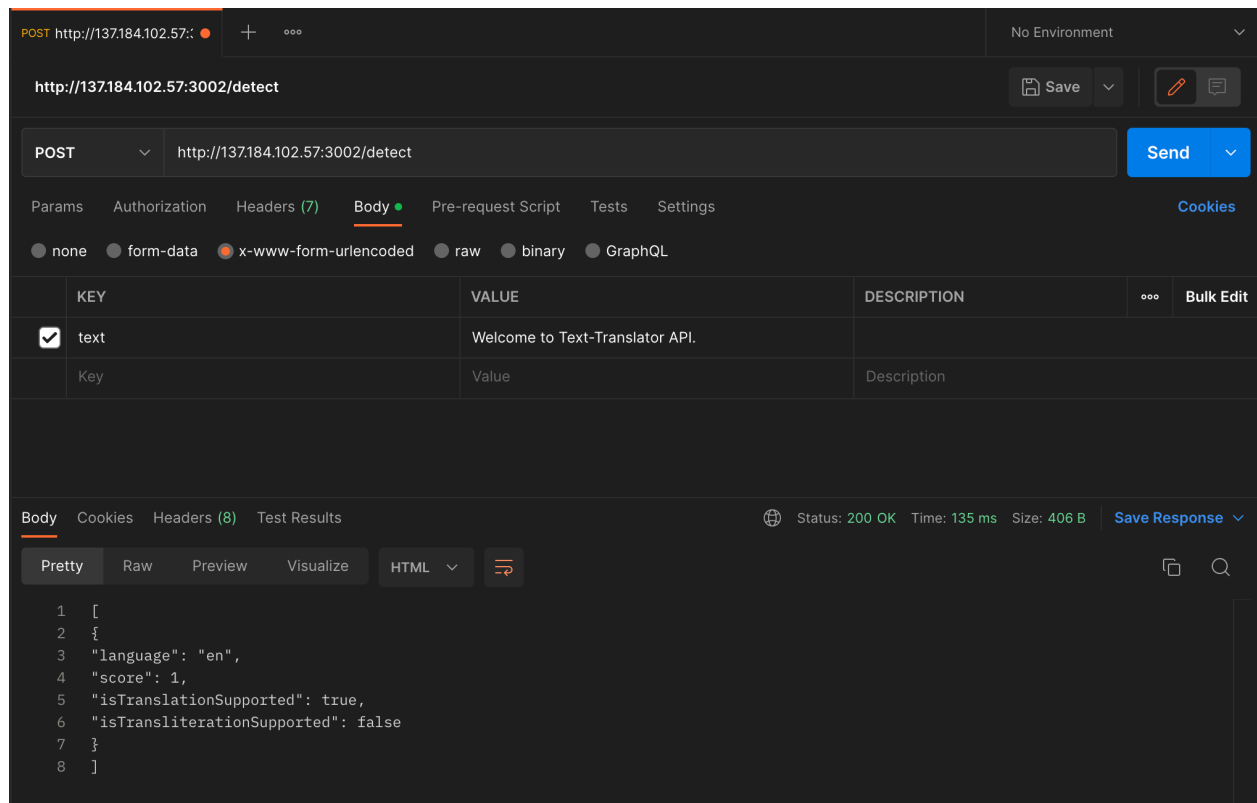 POST http://137.184.102.57:3
No Environment
http://137.184.102.57:3002/detect
Save
POST http://137.184.102.57:3002/detect Send
Params Authorization Headers (7) Body Pre-request Script Tests Settings Cookies
none form-data x-www-form-urlencoded raw binary GraphQL
KEY VALUE DESCRIPTION ooo Bulk Edit
text Welcome to Text-Translator API.
Key Value Description
Body Cookies Headers (8) Test Results Status: 200 OK Time: 135 ms Size: 406 B Save Response
Pretty Raw Preview Visualize HTML
1 [
2 {
3 "language": "en",
4 "score": 1,
5 "isTranslationSupported": true,
6 "isTransliterationSupported": false
7 }
8 ]